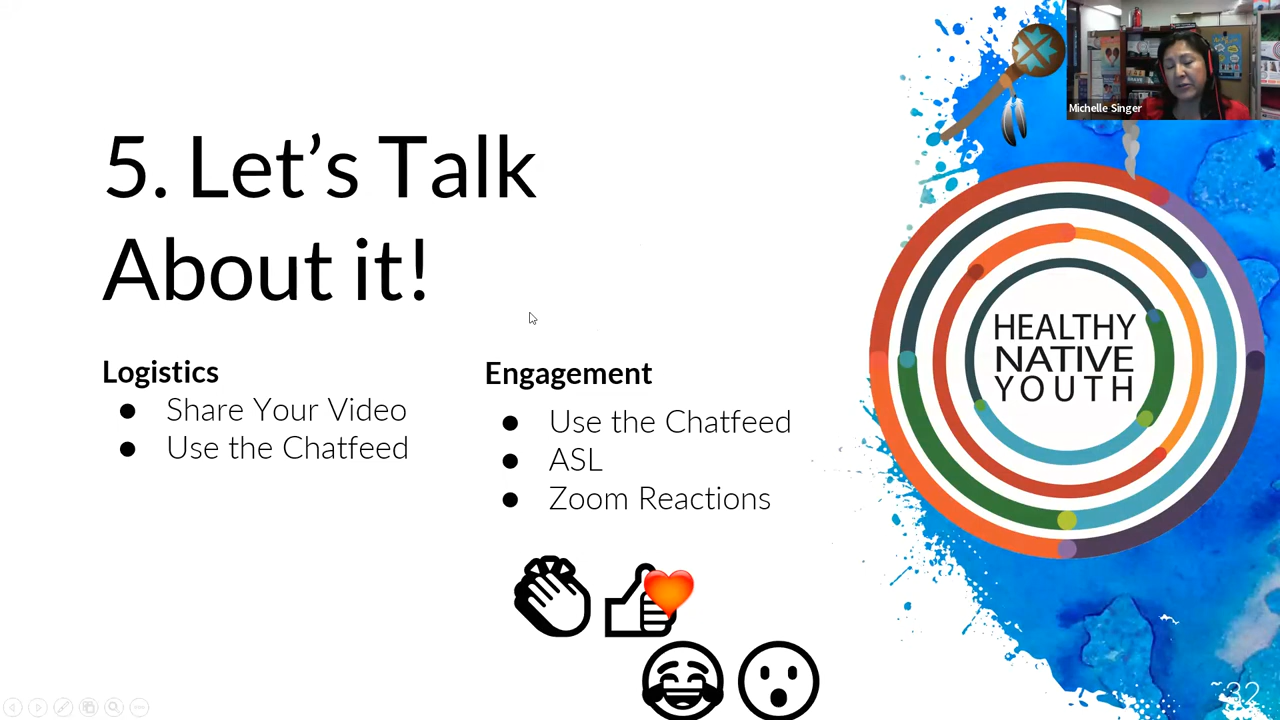 Michelle Singer
5. Let's Talk
About it!
Logistics
● Share Your Video
● Use the Chatfeed
Engagement
● Use the Chatfeed
● ASL
● Zoom Reactions
HEALTHY
NATIVE
YOUTH
32